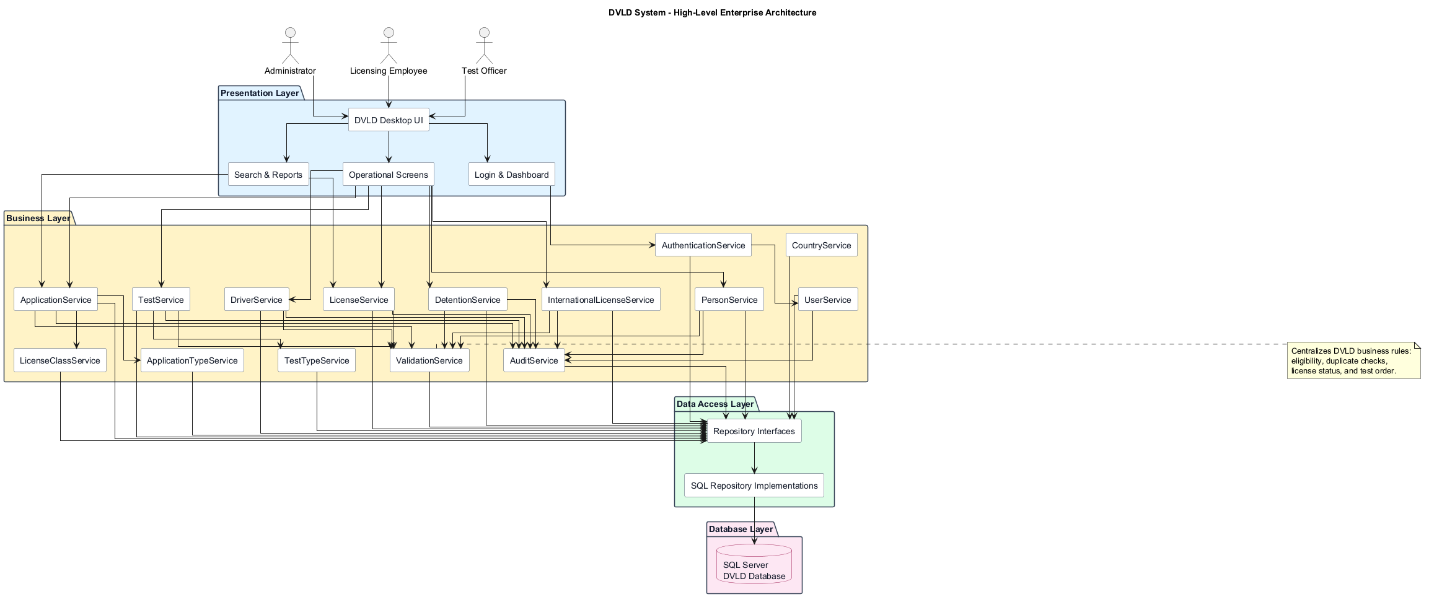 DVLD System - High-Level Enterprise Architecture
Administrator
Licensing Employee
Test Officer
Presentation Layer
DVLD Desktop UI
Search & Reports
Operational Screens
Login & Dashboard
Business Layer
AuthenticationService
CountryService
ApplicationService
TestService
DriverService
LicenseService
DetentionService
InternationalLicenseService
PersonService
UserService
LicenseClassService
ApplicationTypeService
TestTypeService
ValidationService
AuditService
Centralizes DVLD business rules:
eligibility, duplicate checks,
license status, and test order.
Data Access Layer
Repository Interfaces
SQL Repository Implementations
Database Layer
SQL Server
DVLD Database